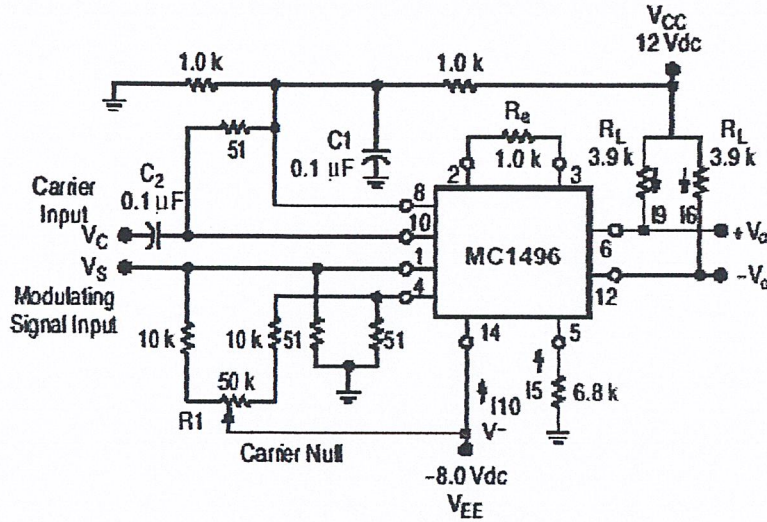 VCC
12 Vdc
1.0 k
1.0 k
51
C1
0.1 µF
Re
1.0 k
RL
3.9 k
RL
3.9 k
C2
0.1 µF
2
3
I9
I6
Carrier
Input
VC
8
10
6
+Vo
VS
1
MC1496
Modulating
Signal Input
4
12
-Vo
10 k
10 k
51
51
14
5
50 k
R1
I10
I5
6.8 k
Carrier Null
V-
-8.0 Vdc
VEE